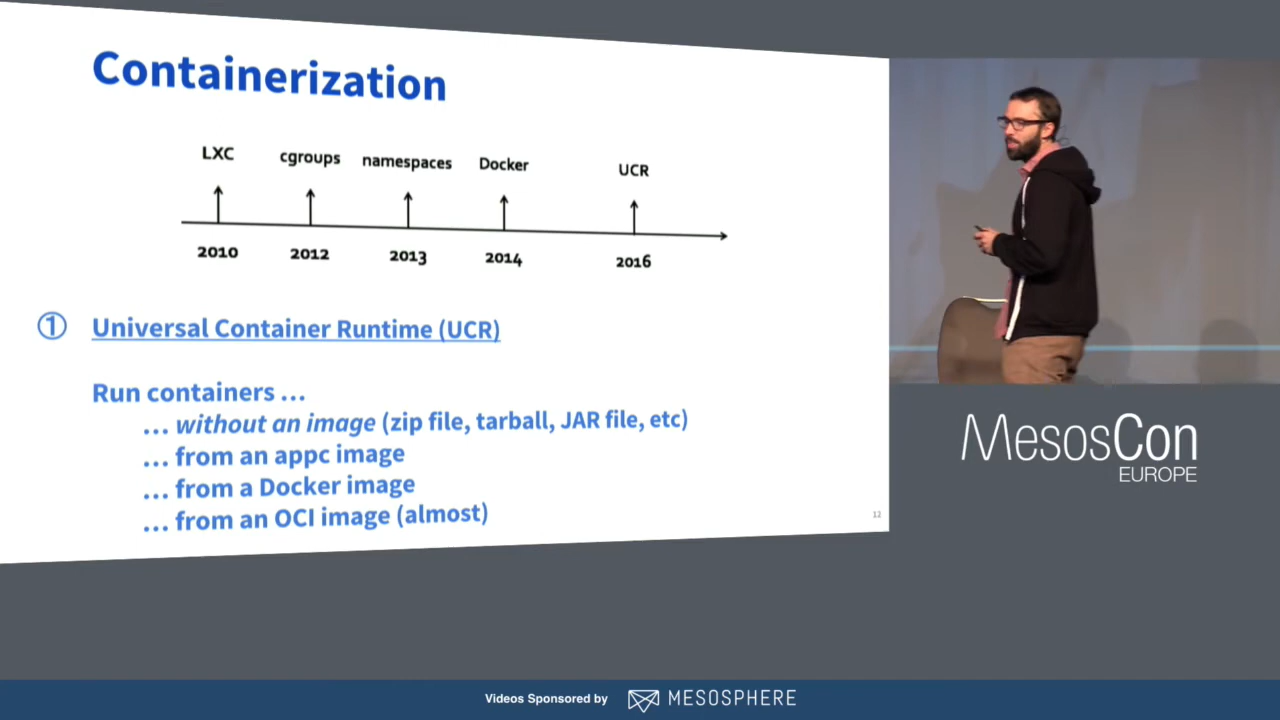 Containerization
LXC cgroups namespaces Docker UCR
2010 2012 2013 2014 2016
① Universal Container Runtime (UCR)
Run containers ...
... without an image (zip file, tarball, JAR file, etc)
... from an appc image
... from a Docker image
... from an OCI image (almost)
12
MesosCon
EUROPE
Videos Sponsored by MESOSPHERE